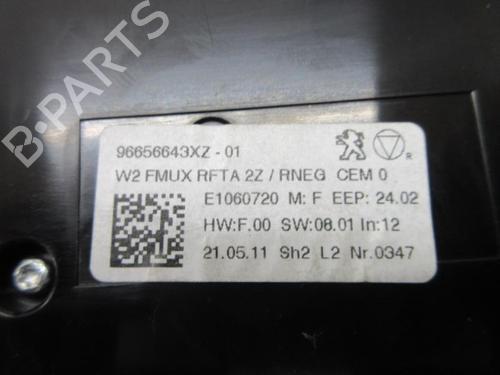 96656643XZ - 01
W2 FMUX RFTA 2Z / RNEG CEM 0
E1060720 M: F EEP: 24.02
HW:F.00 SW:08.01 In:12
21.05.11 Sh2 L2 Nr.0347
R
B-PARTS